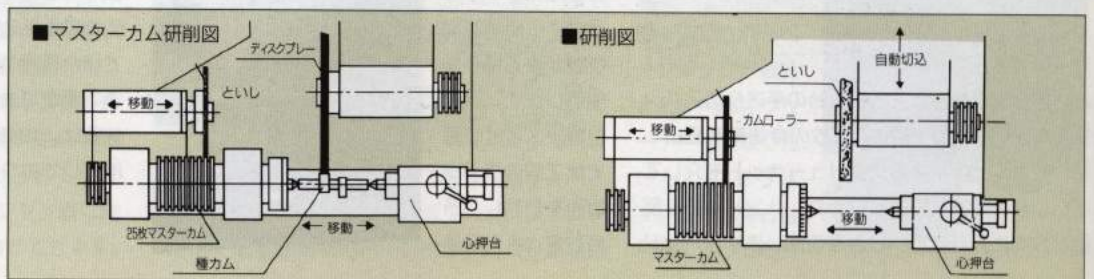 ■マスターカム研削図
ディスクプレー
といし
移動
25枚マスターカム
種カム
移動
心押台
■研削図
自動切込
といし
カムローラー
移動
マスターカム
移動
心押台